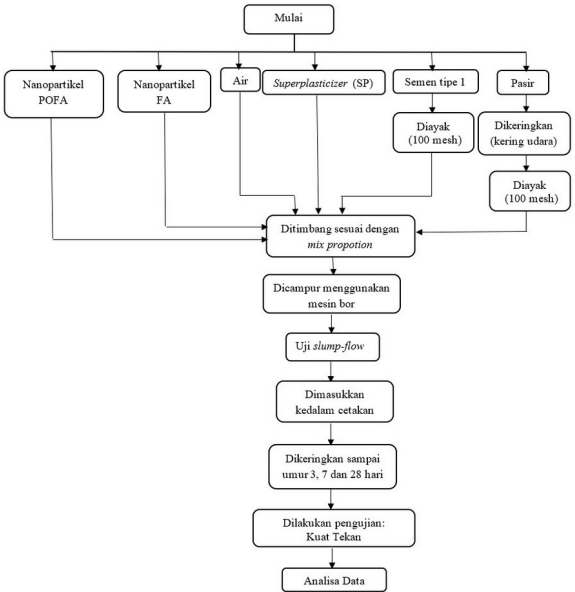 Mulai
Nanopartikel
POFA
Nanopartikel
FA
Air
Superplasticizer (SP)
Semen tipe 1
Pasir
Diayak
(100 mesh)
Dikeringkan
(kering udara)
Diayak
(100 mesh)
Ditimbang sesuai dengan
mix propotion
Dicampur menggunakan
mesin bor
Uji slump-flow
Dimasukkan
kedalam cetakan
Dikeringkan sampai
umur 3, 7 dan 28 hari
Dilakukan pengujian:
Kuat Tekan
Analisa Data